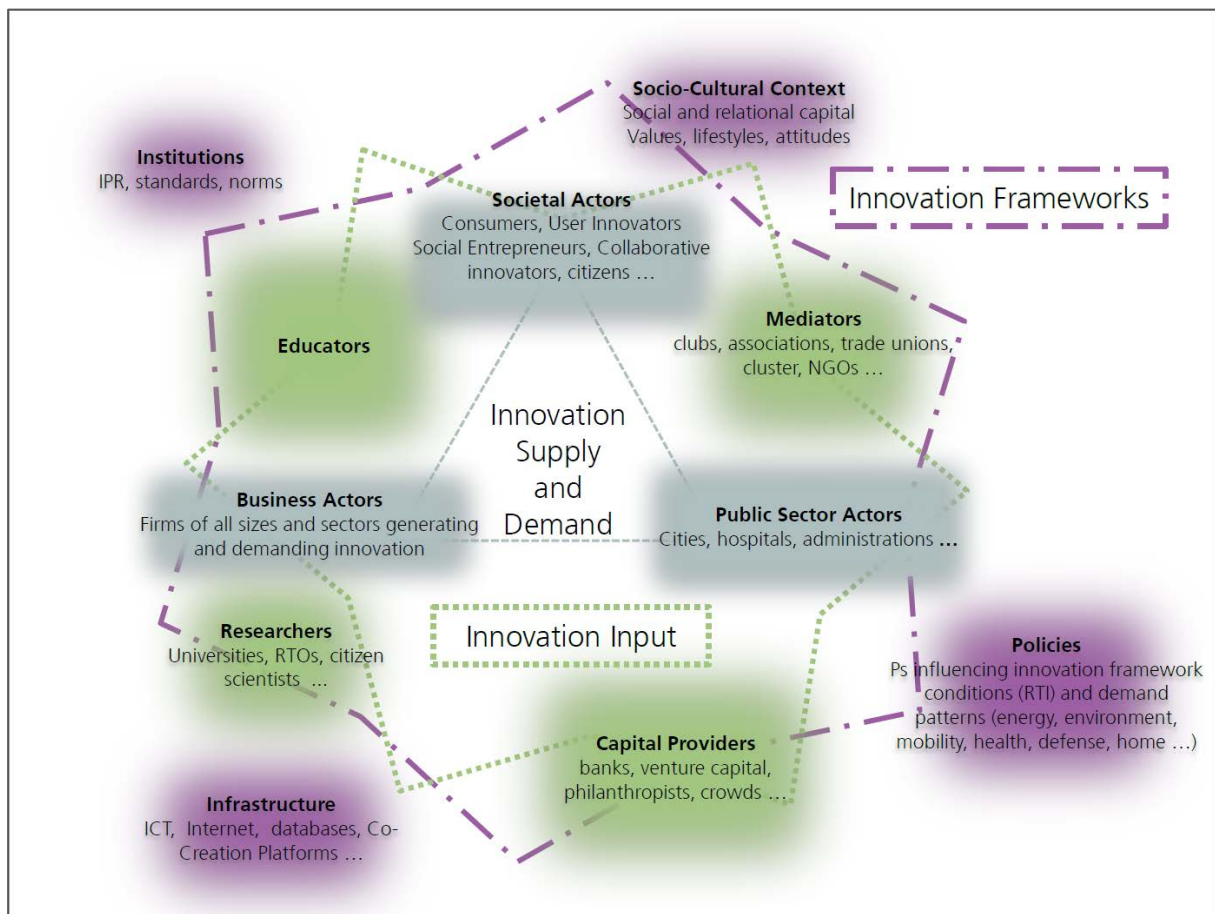 Socio-Cultural Context
Social and relational capital
Values, lifestyles, attitudes
Institutions
IPR, standards, norms
Innovation Frameworks
Societal Actors
Consumers, User Innovators
Social Entrepreneurs, Collaborative
innovators, citizens ...
Educators
Mediators
clubs, associations, trade unions,
cluster, NGOs ...
Innovation
Supply
and
Demand
Business Actors
Firms of all sizes and sectors generating
and demanding innovation
Public Sector Actors
Cities, hospitals, administrations ...
Researchers
Universities, RTOs, citizen
scientists ...
Innovation Input
Policies
Ps influencing innovation framework
conditions (RTI) and demand
patterns (energy, environment,
mobility, health, defense, home ...)
Capital Providers
banks, venture capital,
philanthropists, crowds ...
Infrastructure
ICT, Internet, databases, Co-
Creation Platforms ...